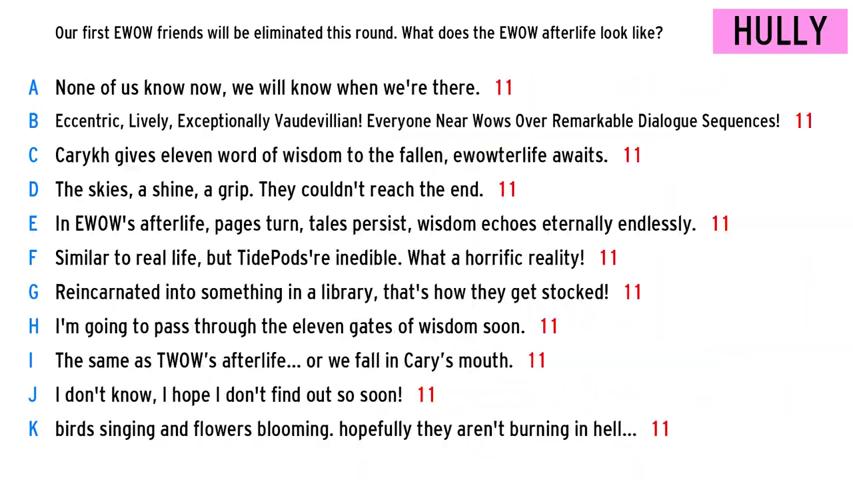 Our first EWOW friends will be eliminated this round. What does the EWOW afterlife look like?
HULLY
A None of us know now, we will know when we're there. 11
B Eccentric, Lively, Exceptionally Vaudevillian! Everyone Near Wows Over Remarkable Dialogue Sequences! 11
C Carykh gives eleven word of wisdom to the fallen, ewowterlife awaits. 11
D The skies, a shine, a grip. They couldn't reach the end. 11
E In EWOW's afterlife, pages turn, tales persist, wisdom echoes eternally endlessly. 11
F Similar to real life, but TidePods're inedible. What a horrific reality! 11
G Reincarnated into something in a library, that's how they get stocked! 11
H I'm going to pass through the eleven gates of wisdom soon. 11
I The same as TWOW’s afterlife... or we fall in Cary’s mouth. 11
J I don't know, I hope I don't find out so soon! 11
K birds singing and flowers blooming. hopefully they aren't burning in hell... 11